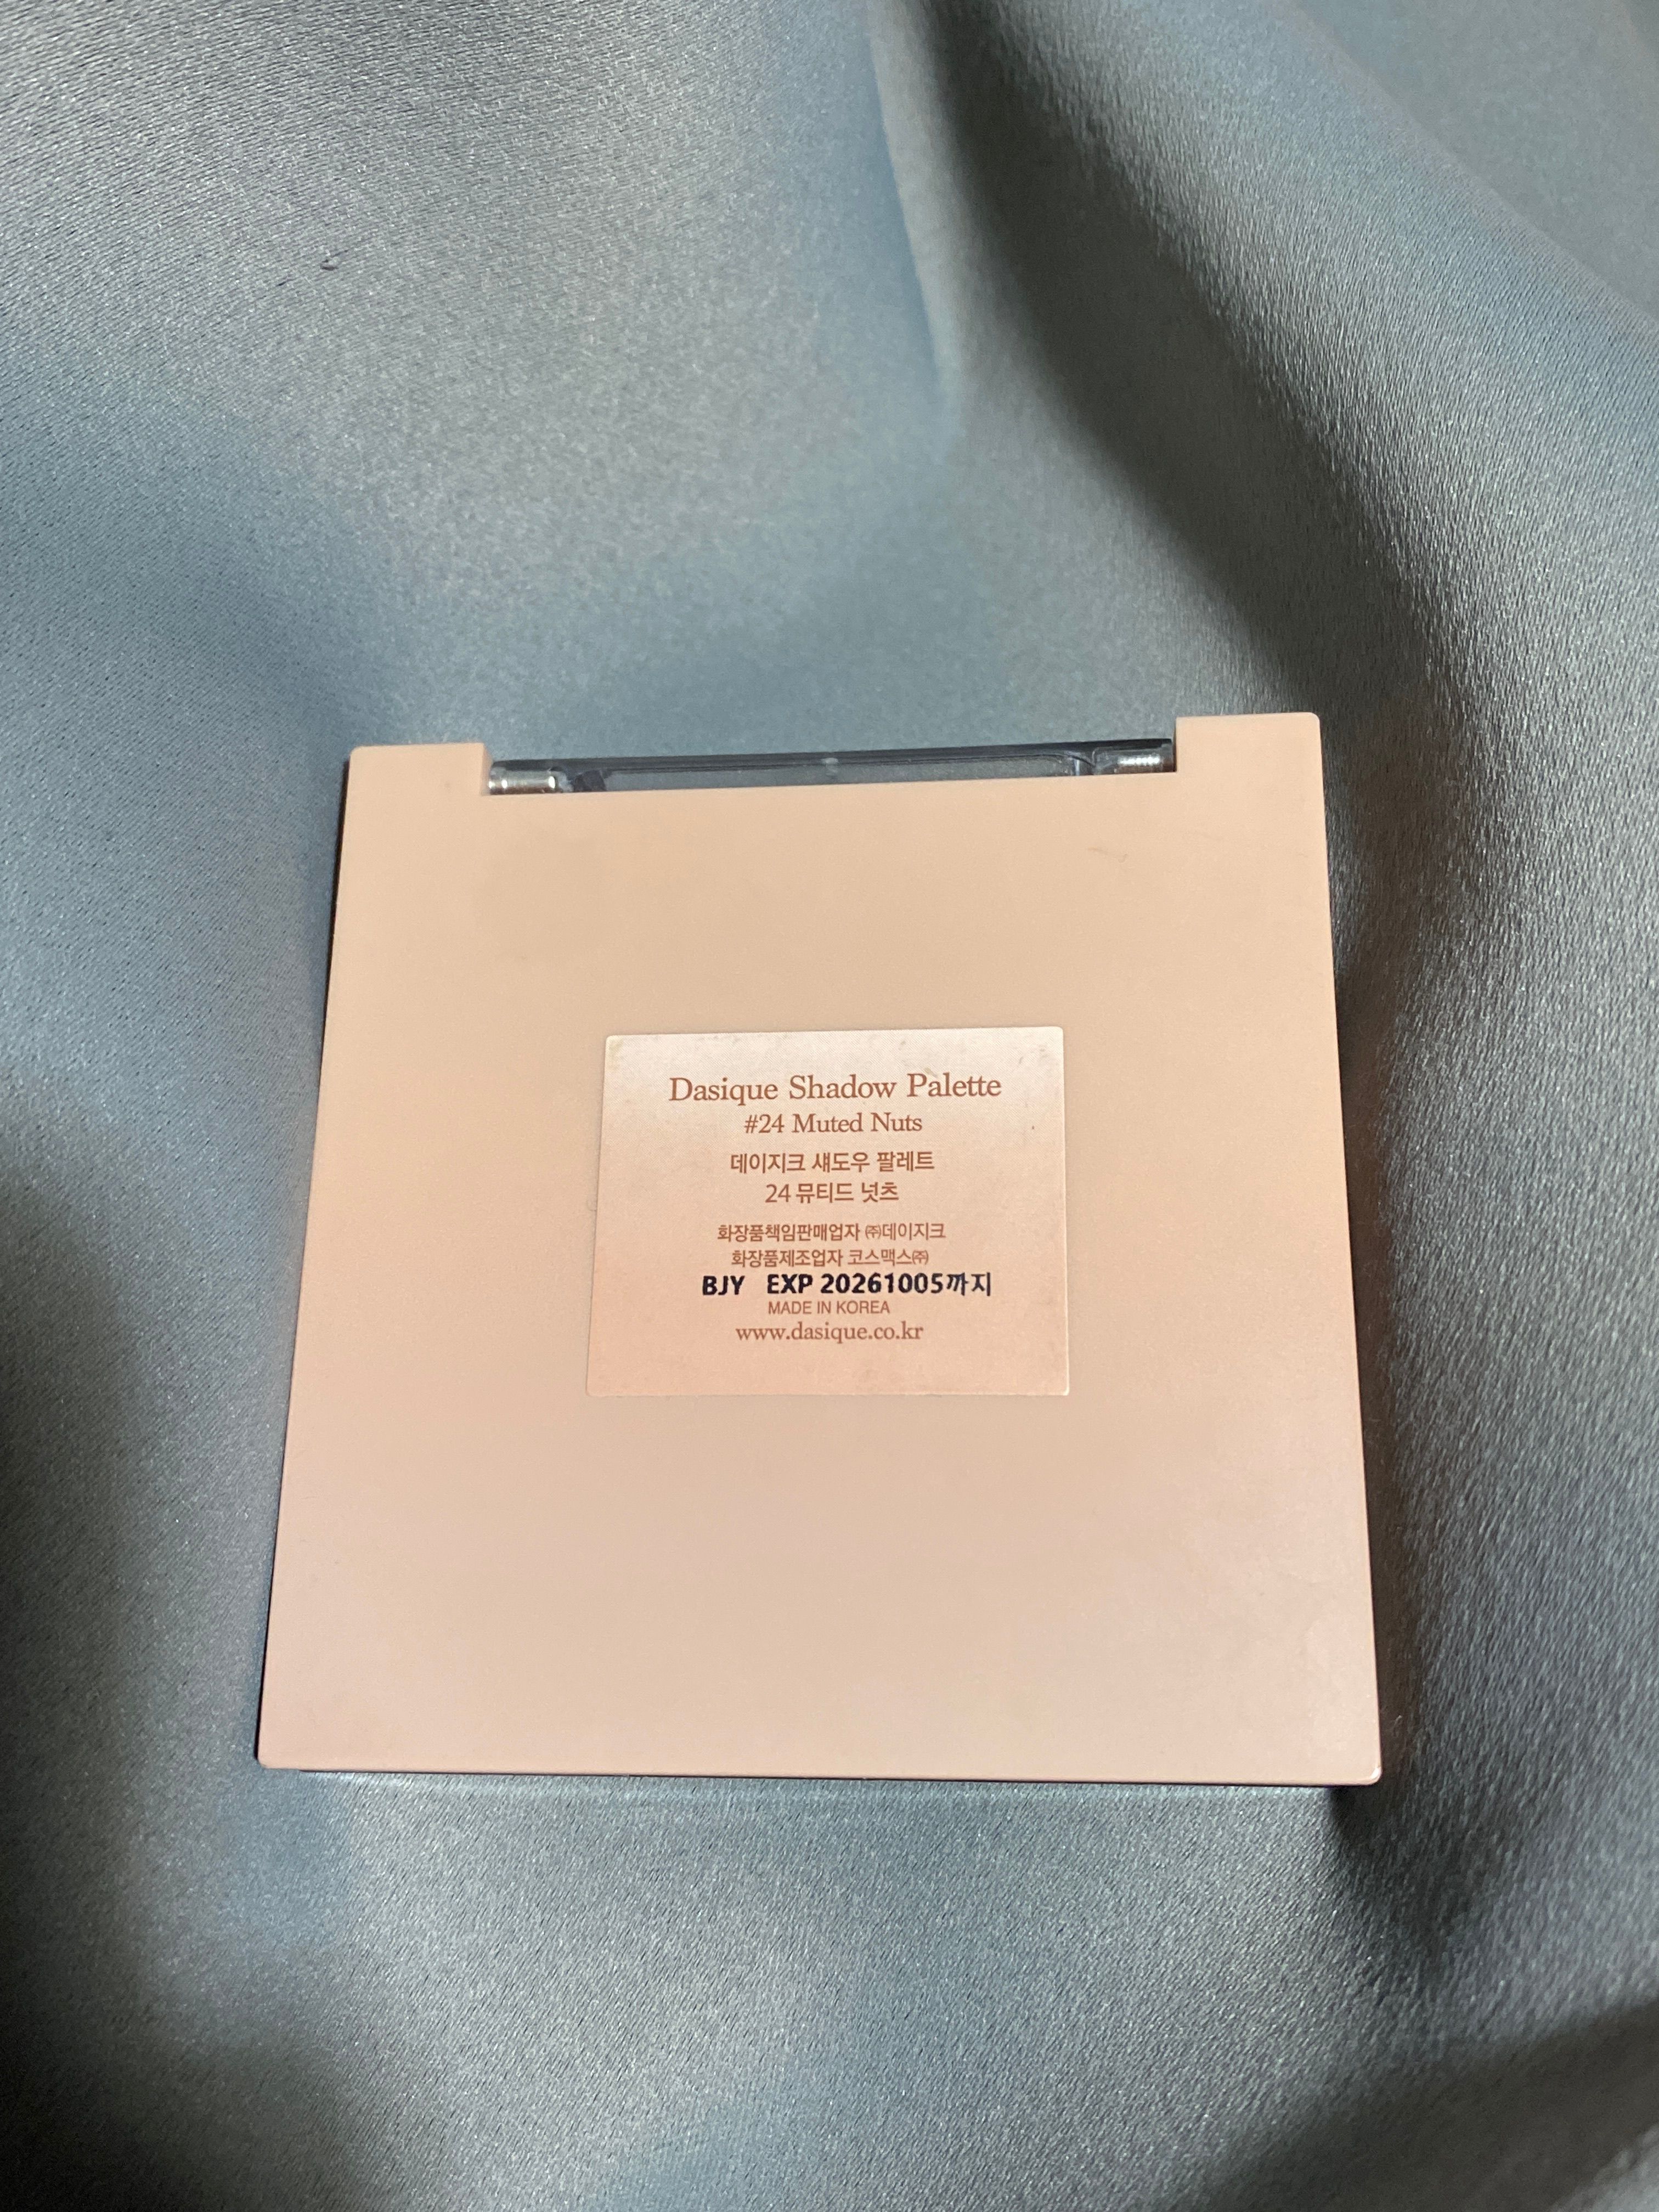 Dasique Shadow Palette
#24 Muted Nuts
데이지크 섀도우 팔레트
24 뮤티드 넛츠
화장품책임판매업자 ㈜데이지크
화장품제조업자 코스맥스㈜
BJY EXP 20261005까지
MADE IN KOREA
www.dasique.co.kr